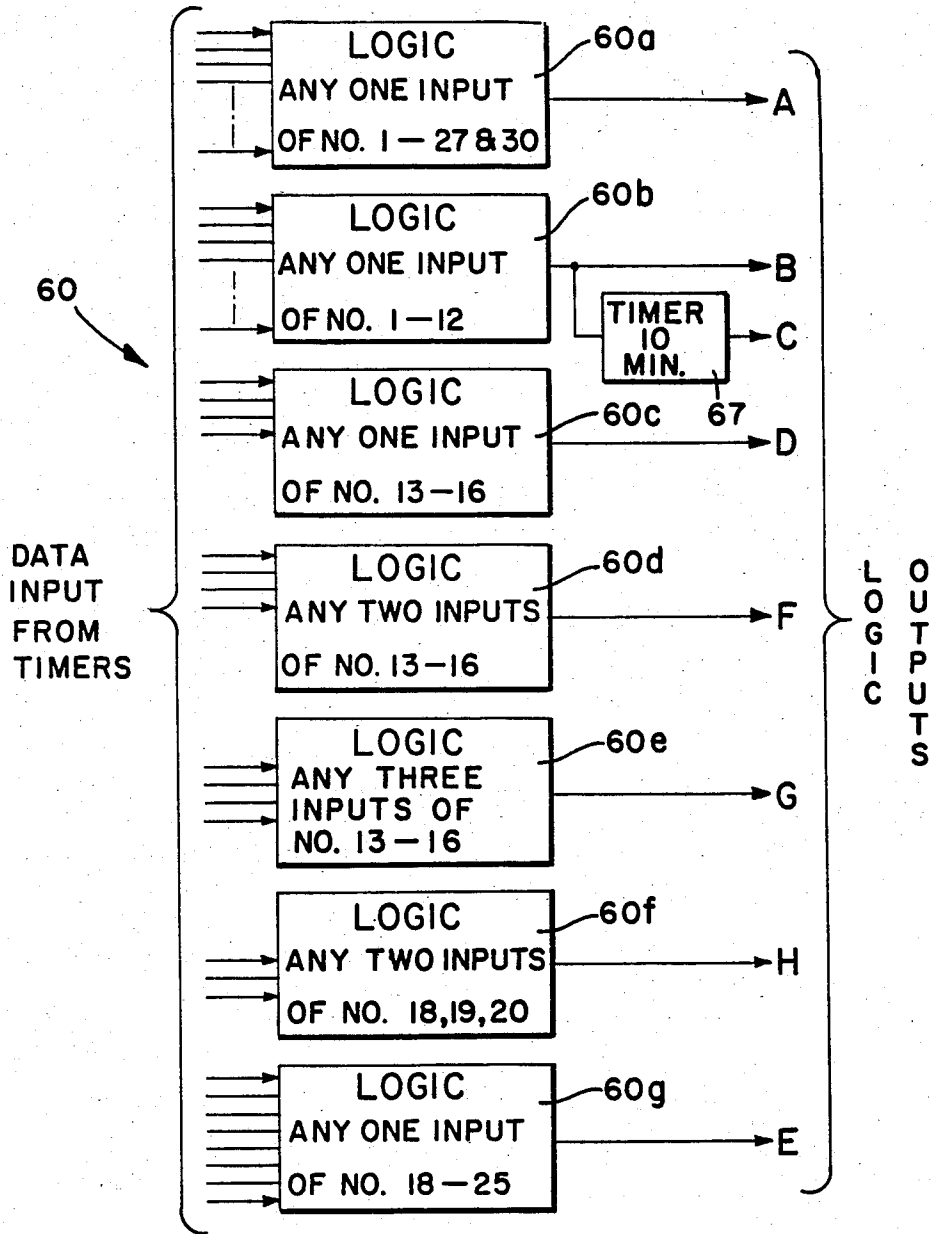 LOGIC
ANY ONE INPUT
OF NO. 1 — 27 & 30
60a
A
LOGIC
ANY ONE INPUT
OF NO. 1 — 12
60b
B
TIMER
10
MIN.
67
C
60
LOGIC
ANY ONE INPUT
OF NO. 13 — 16
60c
D
DATA
INPUT
FROM
TIMERS
LOGIC
ANY TWO INPUTS
OF NO. 13 — 16
60d
F
LOGIC
OUTPUTS
LOGIC
ANY THREE
INPUTS OF
NO. 13 — 16
60e
G
LOGIC
ANY TWO INPUTS
OF NO. 18,19,20
60f
H
LOGIC
ANY ONE INPUT
OF NO. 18 — 25
60g
E